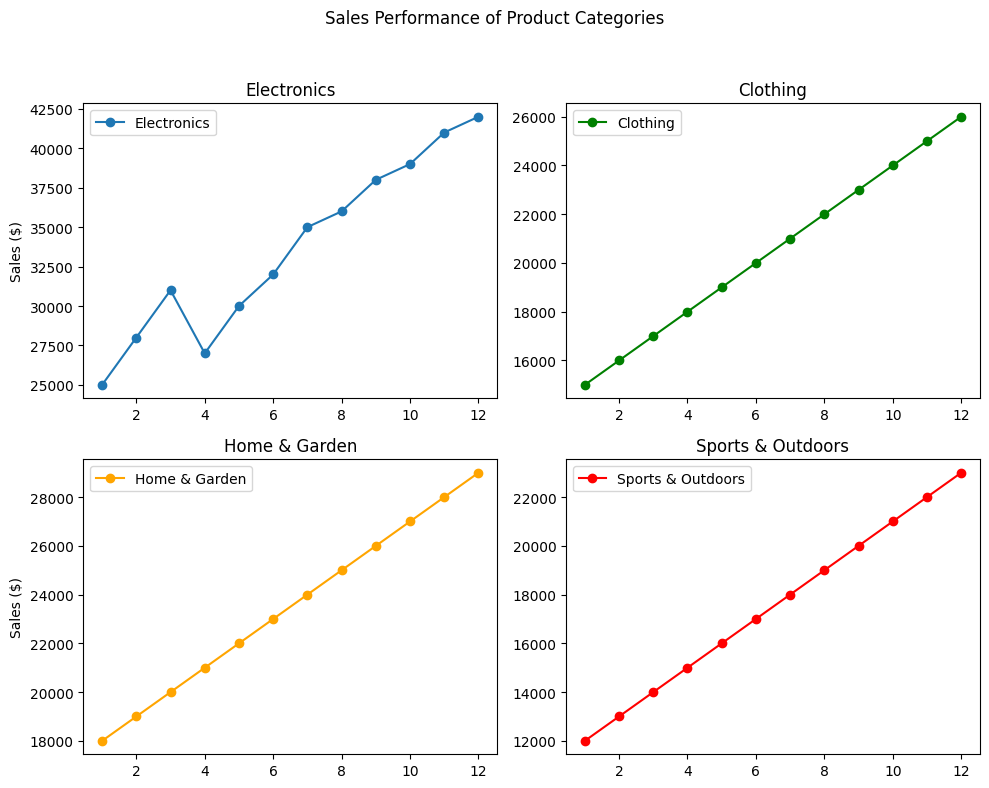 Sales Performance of Product Categories
Electronics
Electronics
Sales ($)
42500
40000
37500
35000
32500
30000
27500
25000
2 4 6 8 10 12
Clothing
Clothing
26000
24000
22000
20000
18000
16000
2 4 6 8 10 12
Home & Garden
Home & Garden
Sales ($)
28000
26000
24000
22000
20000
18000
2 4 6 8 10 12
Sports & Outdoors
Sports & Outdoors
22000
20000
18000
16000
14000
12000
2 4 6 8 10 12